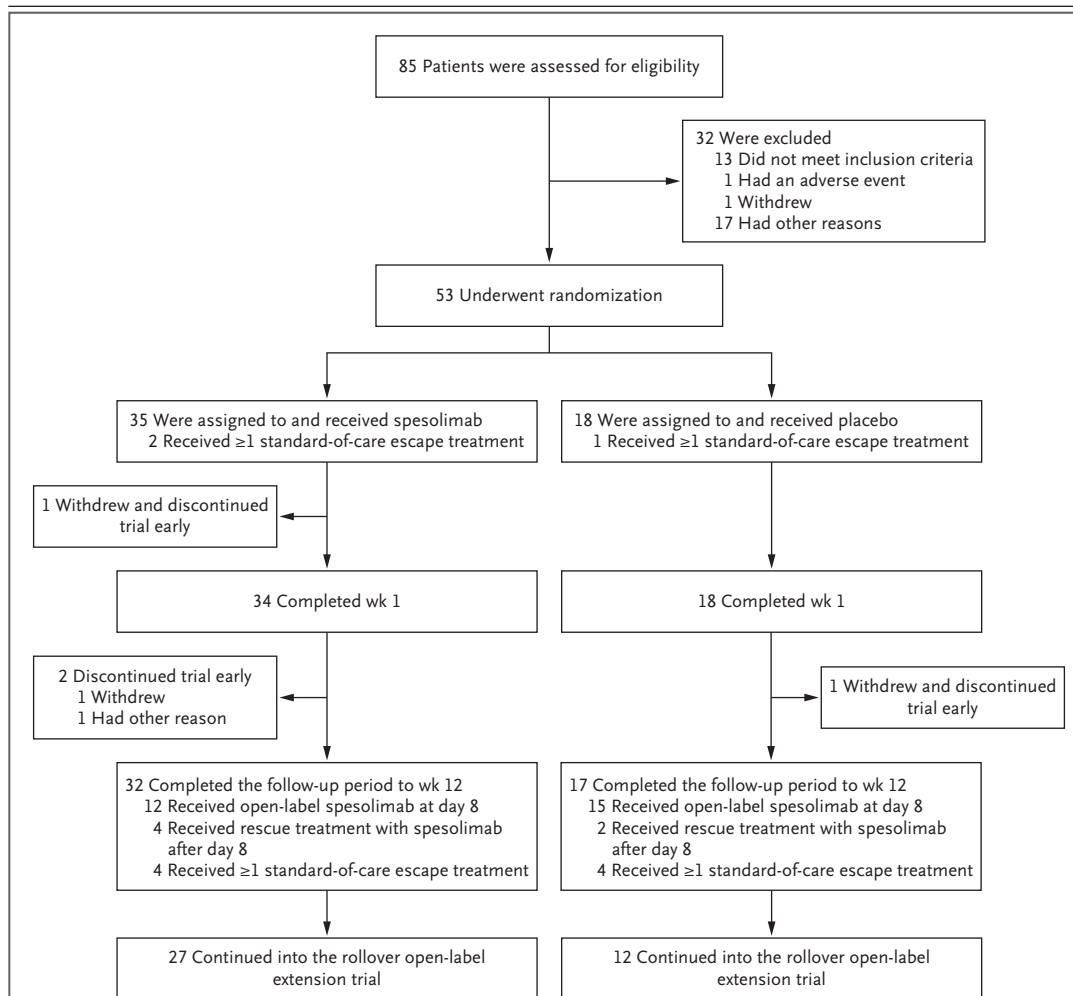 85 Patients were assessed for eligibility
32 Were excluded
13 Did not meet inclusion criteria
1 Had an adverse event
1 Withdrew
17 Had other reasons
53 Underwent randomization
35 Were assigned to and received spesolimab
2 Received ≥1 standard-of-care escape treatment
18 Were assigned to and received placebo
1 Received ≥1 standard-of-care escape treatment
1 Withdrew and discontinued
trial early
34 Completed wk 1
18 Completed wk 1
2 Discontinued trial early
1 Withdrew
1 Had other reason
1 Withdrew and discontinued
trial early
32 Completed the follow-up period to wk 12
12 Received open-label spesolimab at day 8
4 Received rescue treatment with spesolimab
after day 8
4 Received ≥1 standard-of-care escape treatment
17 Completed the follow-up period to wk 12
15 Received open-label spesolimab at day 8
2 Received rescue treatment with spesolimab
after day 8
4 Received ≥1 standard-of-care escape treatment
27 Continued into the rollover open-label
extension trial
12 Continued into the rollover open-label
extension trial